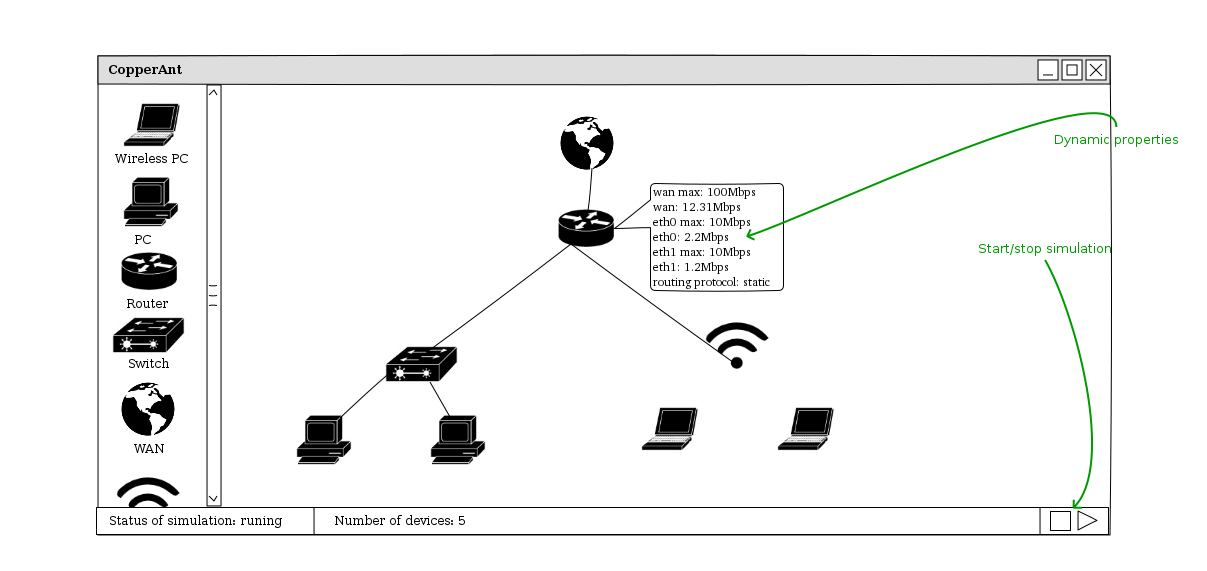 CopperAnt
Wireless PC
PC
Router
Switch
WAN
wan max: 100Mbps
wan: 12.31Mbps
eth0 max: 10Mbps
eth0: 2.2Mbps
eth1 max: 10Mbps
eth1: 1.2Mbps
routing protocol: static
Dynamic properties
Start/stop simulation
Status of simulation: runing
Number of devices: 5